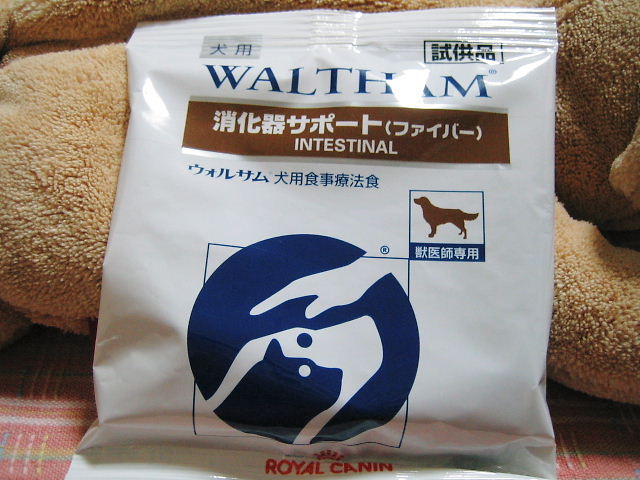 犬用
試供品
WALTHAM®
消化器サポート(ファイバー)
INTESTINAL
ウォルサム 犬用食事療法食
獣医師専用
®
ROYAL CANIN